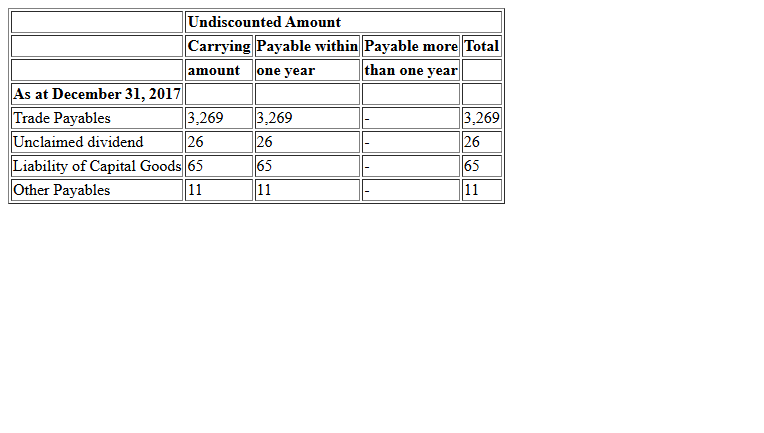 Undiscounted Amount
Carrying Payable within Payable more Total
amount one year than one year
As at December 31, 2017
Trade Payables 3,269 3,269 - 3,269
Unclaimed dividend 26 26 - 26
Liability of Capital Goods 65 65 - 65
Other Payables 11 11 - 11